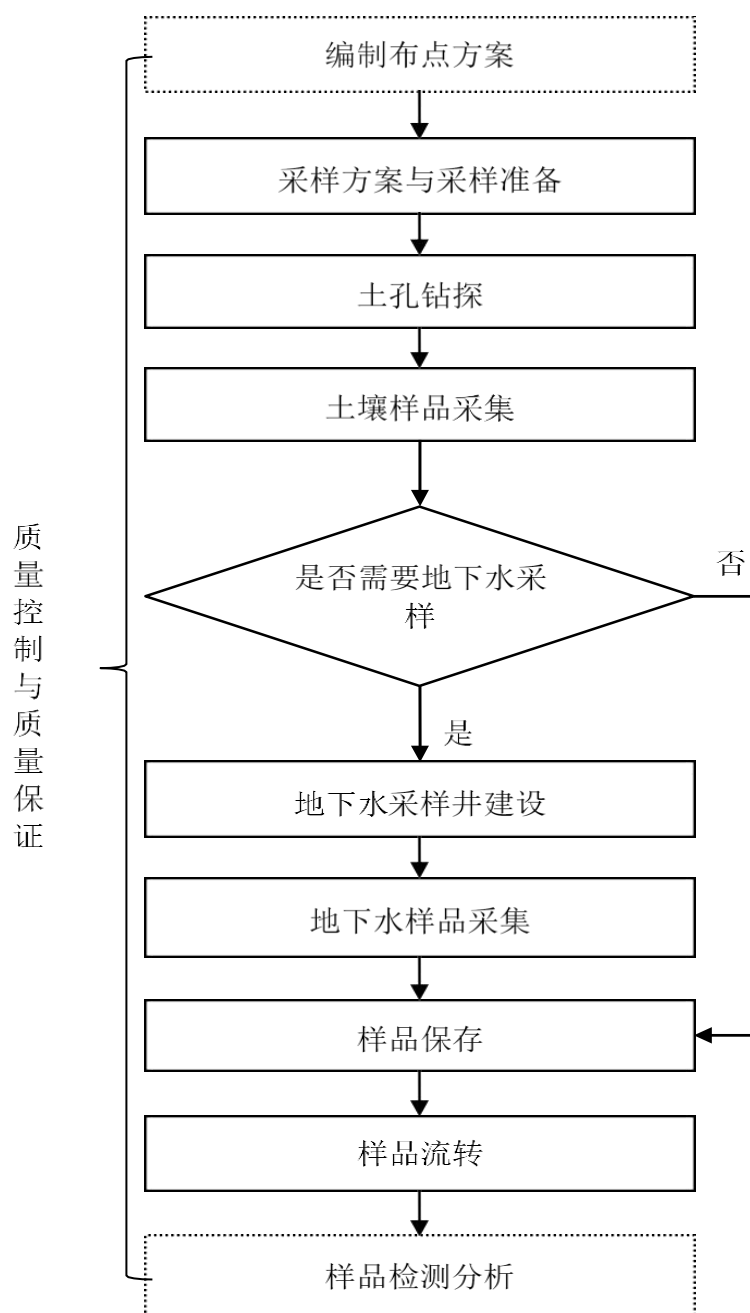 编制布点方案
采样方案与采样准备
土孔钻探
土壤样品采集
是否需要地下水采
样
否
是
地下水采样井建设
地下水样品采集
样品保存
样品流转
样品检测分析
质量控制与质量保证